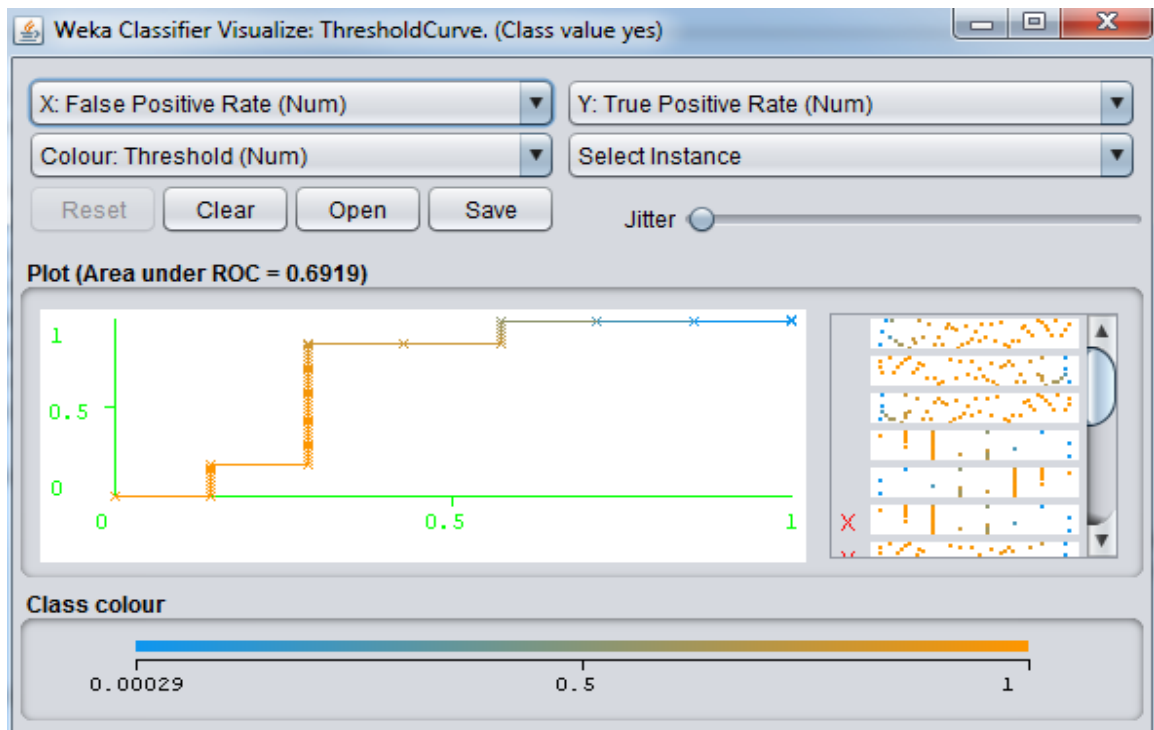 Weka Classifier Visualize: ThresholdCurve. (Class value yes)
X: False Positive Rate (Num)
Y: True Positive Rate (Num)
Colour: Threshold (Num)
Select Instance
Reset
Clear
Open
Save
Jitter
Plot (Area under ROC = 0.6919)
1
0.5
0
0
0.5
1
X
Class colour
0.00029
0.5
1